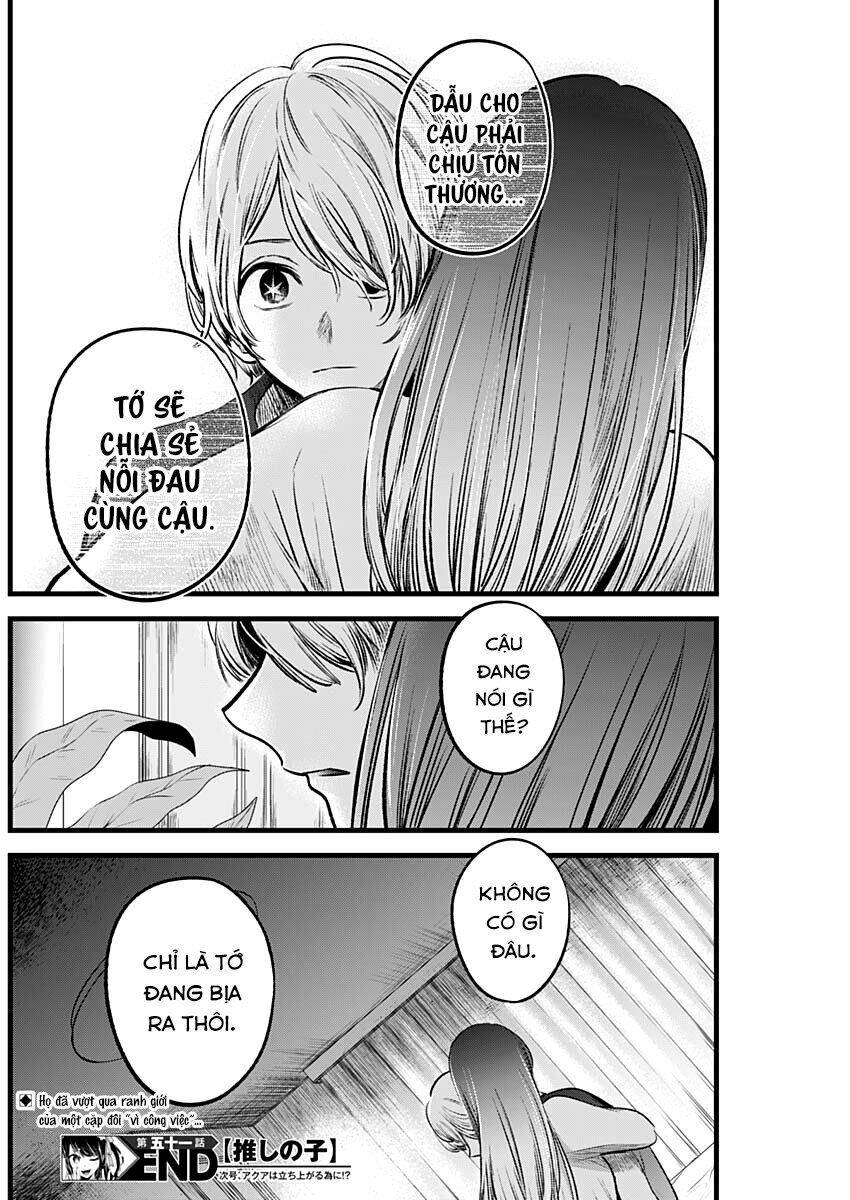 DẪU CHO
CẬU PHẢI
CHỊU TỔN
THƯƠNG...
TỚ SẼ
CHIA SẺ
NỖI ĐAU
CÙNG CẬU.
CẬU
ĐANG
NÓI GÌ
THẾ?
KHÔNG
CÓ GÌ
ĐÂU.
CHỈ LÀ TỚ
ĐANG BỊA
RA THÔI.
Họ đã vượt qua ranh giới
của một cặp đôi "vì công việc"...
第五十一話 END【推しの子】
次号、アクアは立ち上がる為に!?